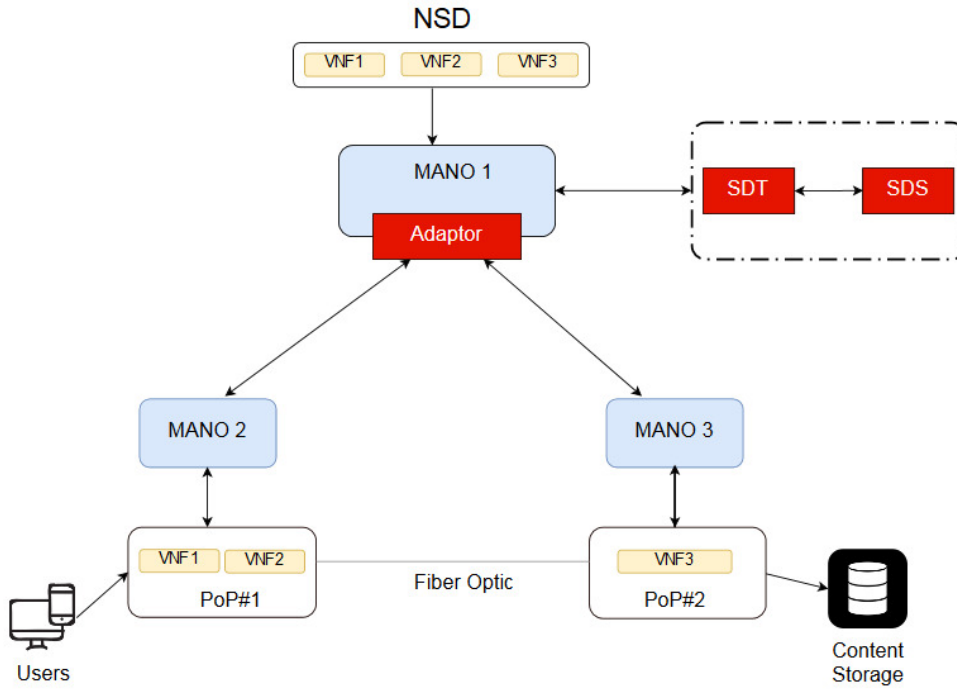 NSD
VNF1 VNF2 VNF3
MANO 1
SDT SDS
Adaptor
MANO 2 MANO 3
VNF1 VNF2 VNF3
Fiber Optic
PoP#1 PoP#2
Users
Content
Storage